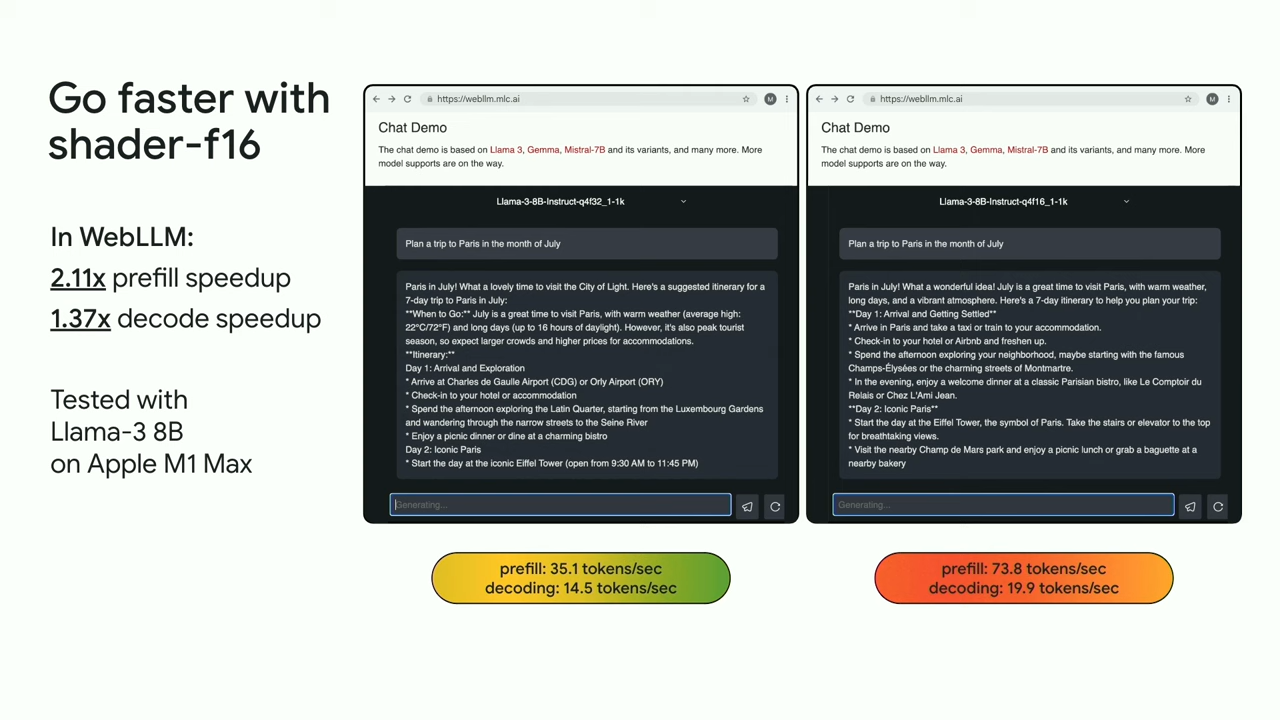 Go faster with
shader-f16
In WebLLM:
2.11x prefill speedup
1.37x decode speedup
Tested with
Llama-3 8B
on Apple M1 Max
https://webllm.mlc.ai
M
Chat Demo
The chat demo is based on Llama 3, Gemma, Mistral-7B and its variants, and many more. More
model supports are on the way.
Llama-3-8B-Instruct-q4f32_1-1k
Plan a trip to Paris in the month of July
Paris in July! What a lovely time to visit the City of Light. Here's a suggested itinerary for a
7-day trip to Paris in July:
**When to Go:** July is a great time to visit Paris, with warm weather (average high:
22°C/72°F) and long days (up to 16 hours of daylight). However, it's also peak tourist
season, so expect larger crowds and higher prices for accommodations.
**Itinerary:**
Day 1: Arrival and Exploration
* Arrive at Charles de Gaulle Airport (CDG) or Orly Airport (ORY)
* Check-in to your hotel or accommodation
* Spend the afternoon exploring the Latin Quarter, starting from the Luxembourg Gardens
and wandering through the narrow streets to the Seine River
* Enjoy a picnic dinner or dine at a charming bistro
Day 2: Iconic Paris
* Start the day at the iconic Eiffel Tower (open from 9:30 AM to 11:45 PM)
Generating...
prefill: 35.1 tokens/sec
decoding: 14.5 tokens/sec
https://webllm.mlc.ai
M
Chat Demo
The chat demo is based on Llama 3, Gemma, Mistral-7B and its variants, and many more. More
model supports are on the way.
Llama-3-8B-Instruct-q4f16_1-1k
Plan a trip to Paris in the month of July
Paris in July! What a wonderful idea! July is a great time to visit Paris, with warm weather,
long days, and a vibrant atmosphere. Here's a 7-day itinerary to help you plan your trip:
**Day 1: Arrival and Getting Settled**
* Arrive in Paris and take a taxi or train to your accommodation.
* Check-in to your hotel or Airbnb and freshen up.
* Spend the afternoon exploring your neighborhood, maybe starting with the famous
Champs-Élysées or the charming streets of Montmartre.
* In the evening, enjoy a welcome dinner at a classic Parisian bistro, like Le Comptoir du
Relais or Chez L'Ami Jean.
**Day 2: Iconic Paris**
* Start the day at the Eiffel Tower, the symbol of Paris. Take the stairs or elevator to the top
for breathtaking views.
* Visit the nearby Champ de Mars park and enjoy a picnic lunch or grab a baguette at a
nearby bakery
Generating...
prefill: 73.8 tokens/sec
decoding: 19.9 tokens/sec